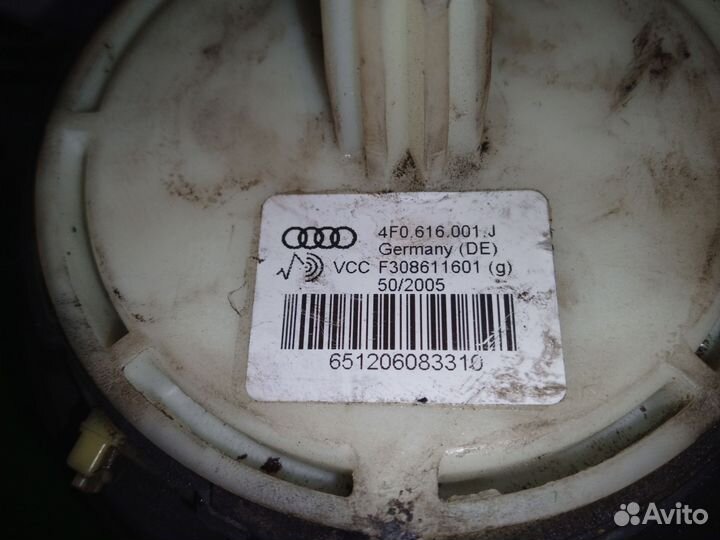 4F0.616.001.J
Germany (DE)
VCC F308611601 (g)
50/2005
651206083310
Avito